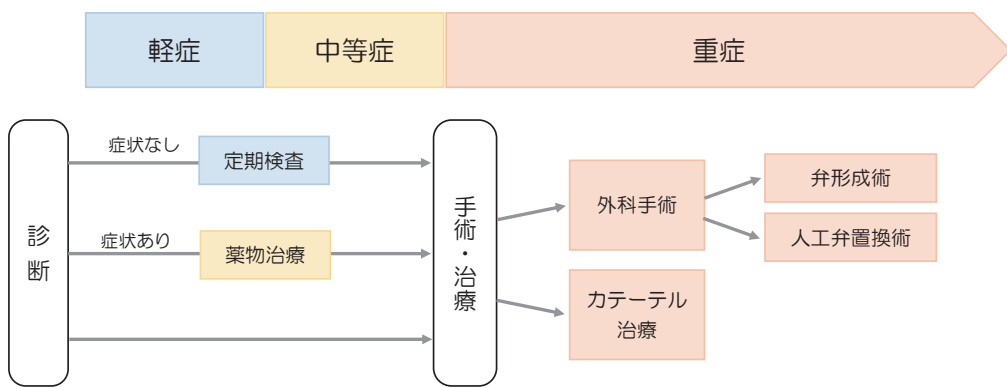 軽症
中等症
重症
診断
症状なし
定期検査
症状あり
薬物治療
手術・治療
外科手術
弁形成術
人工弁置換術
カテーテル
治療